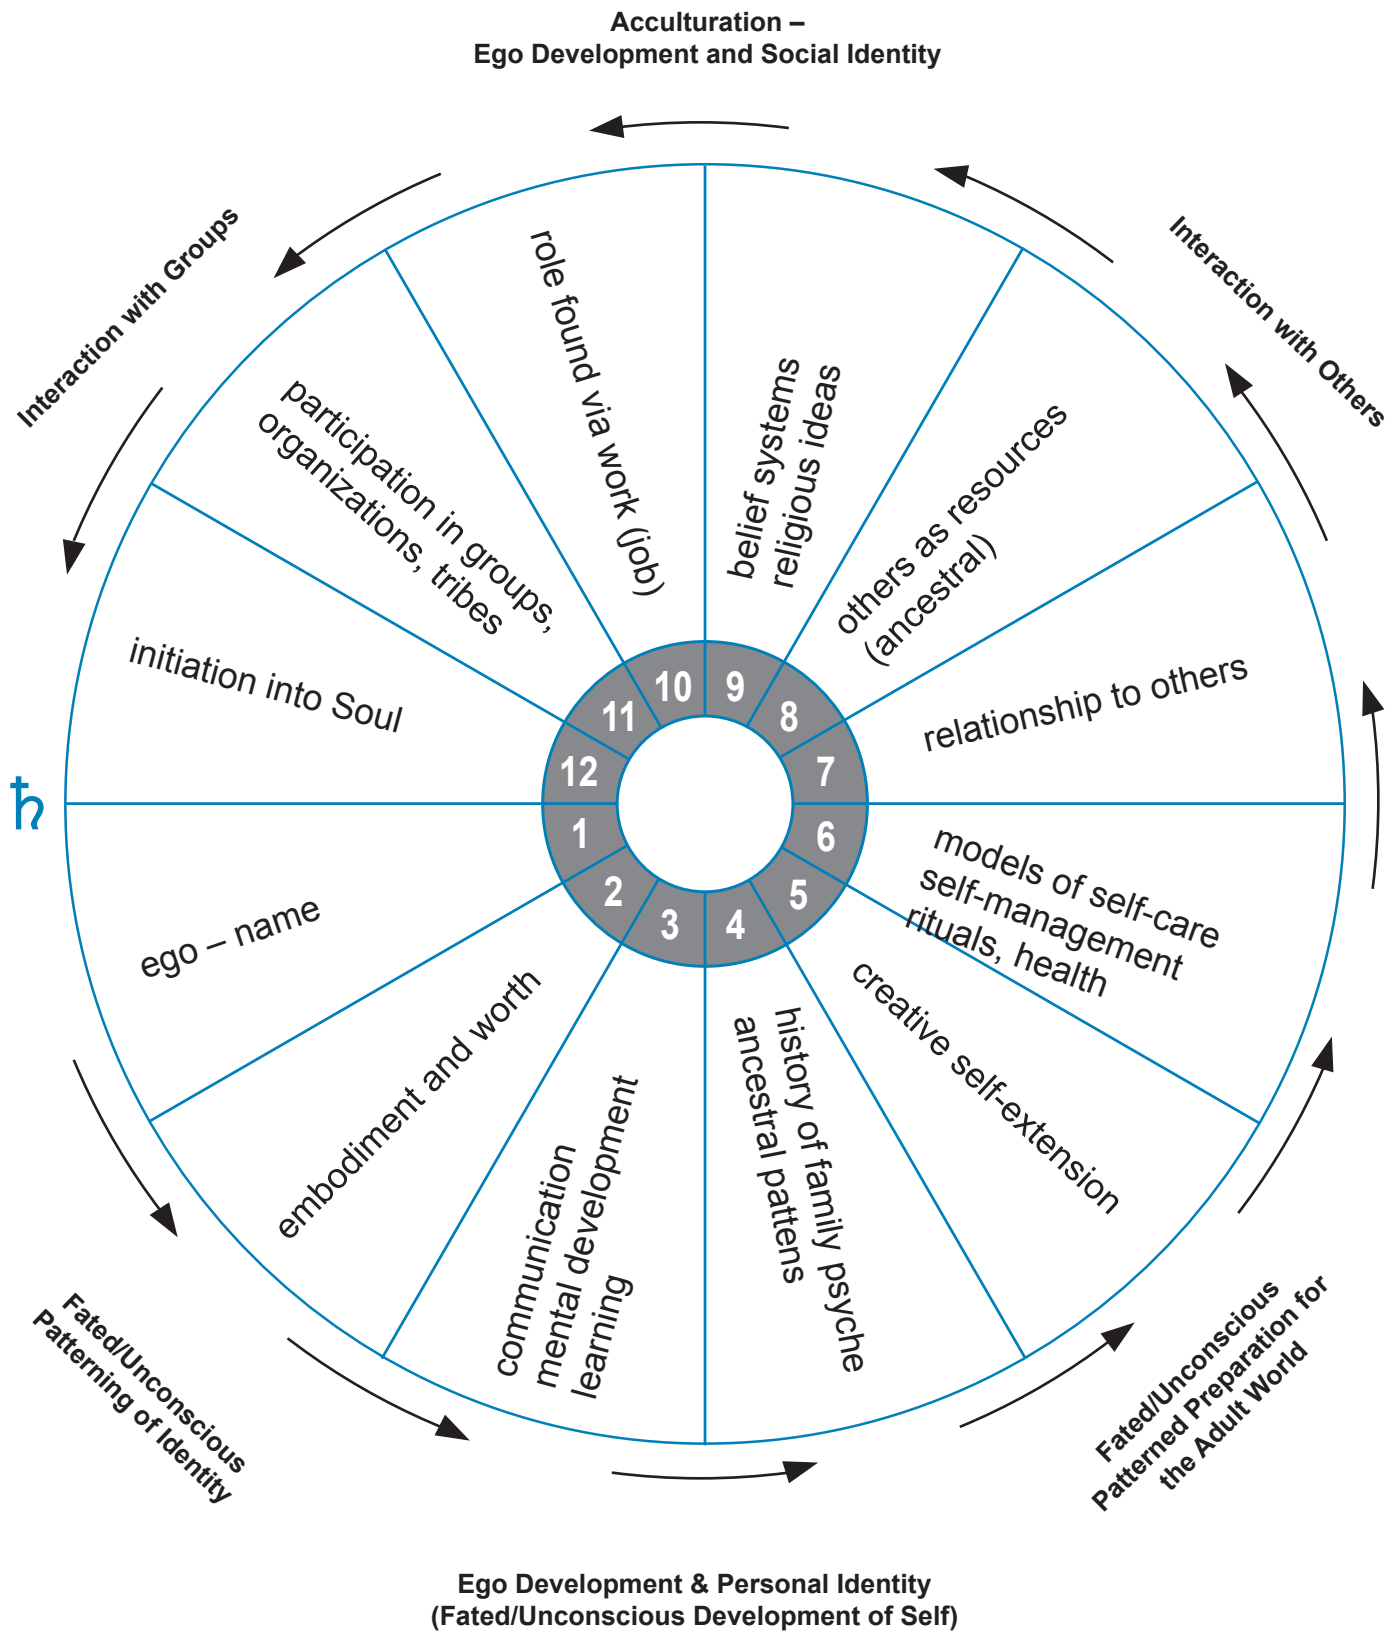 Acculturation –
Ego Development and Social Identity
Interaction with Groups
Interaction with Others
role found via work (job)
belief systems
religious ideas
participation in groups,
organizations, tribes
others as resources
(ancestral)
initiation into Soul
relationship to others
10
9
11
8
12
7
♄
1
6
2
5
3
4
ego – name
models of self-care
self-management
rituals, health
embodiment and worth
creative self-extension
communication
mental development
learning
history of family psyche
ancestral pattens
Fated/Unconscious
Patterning of Identity
Fated/Unconscious
Patterned Preparation for
the Adult World
Ego Development & Personal Identity
(Fated/Unconscious Development of Self)